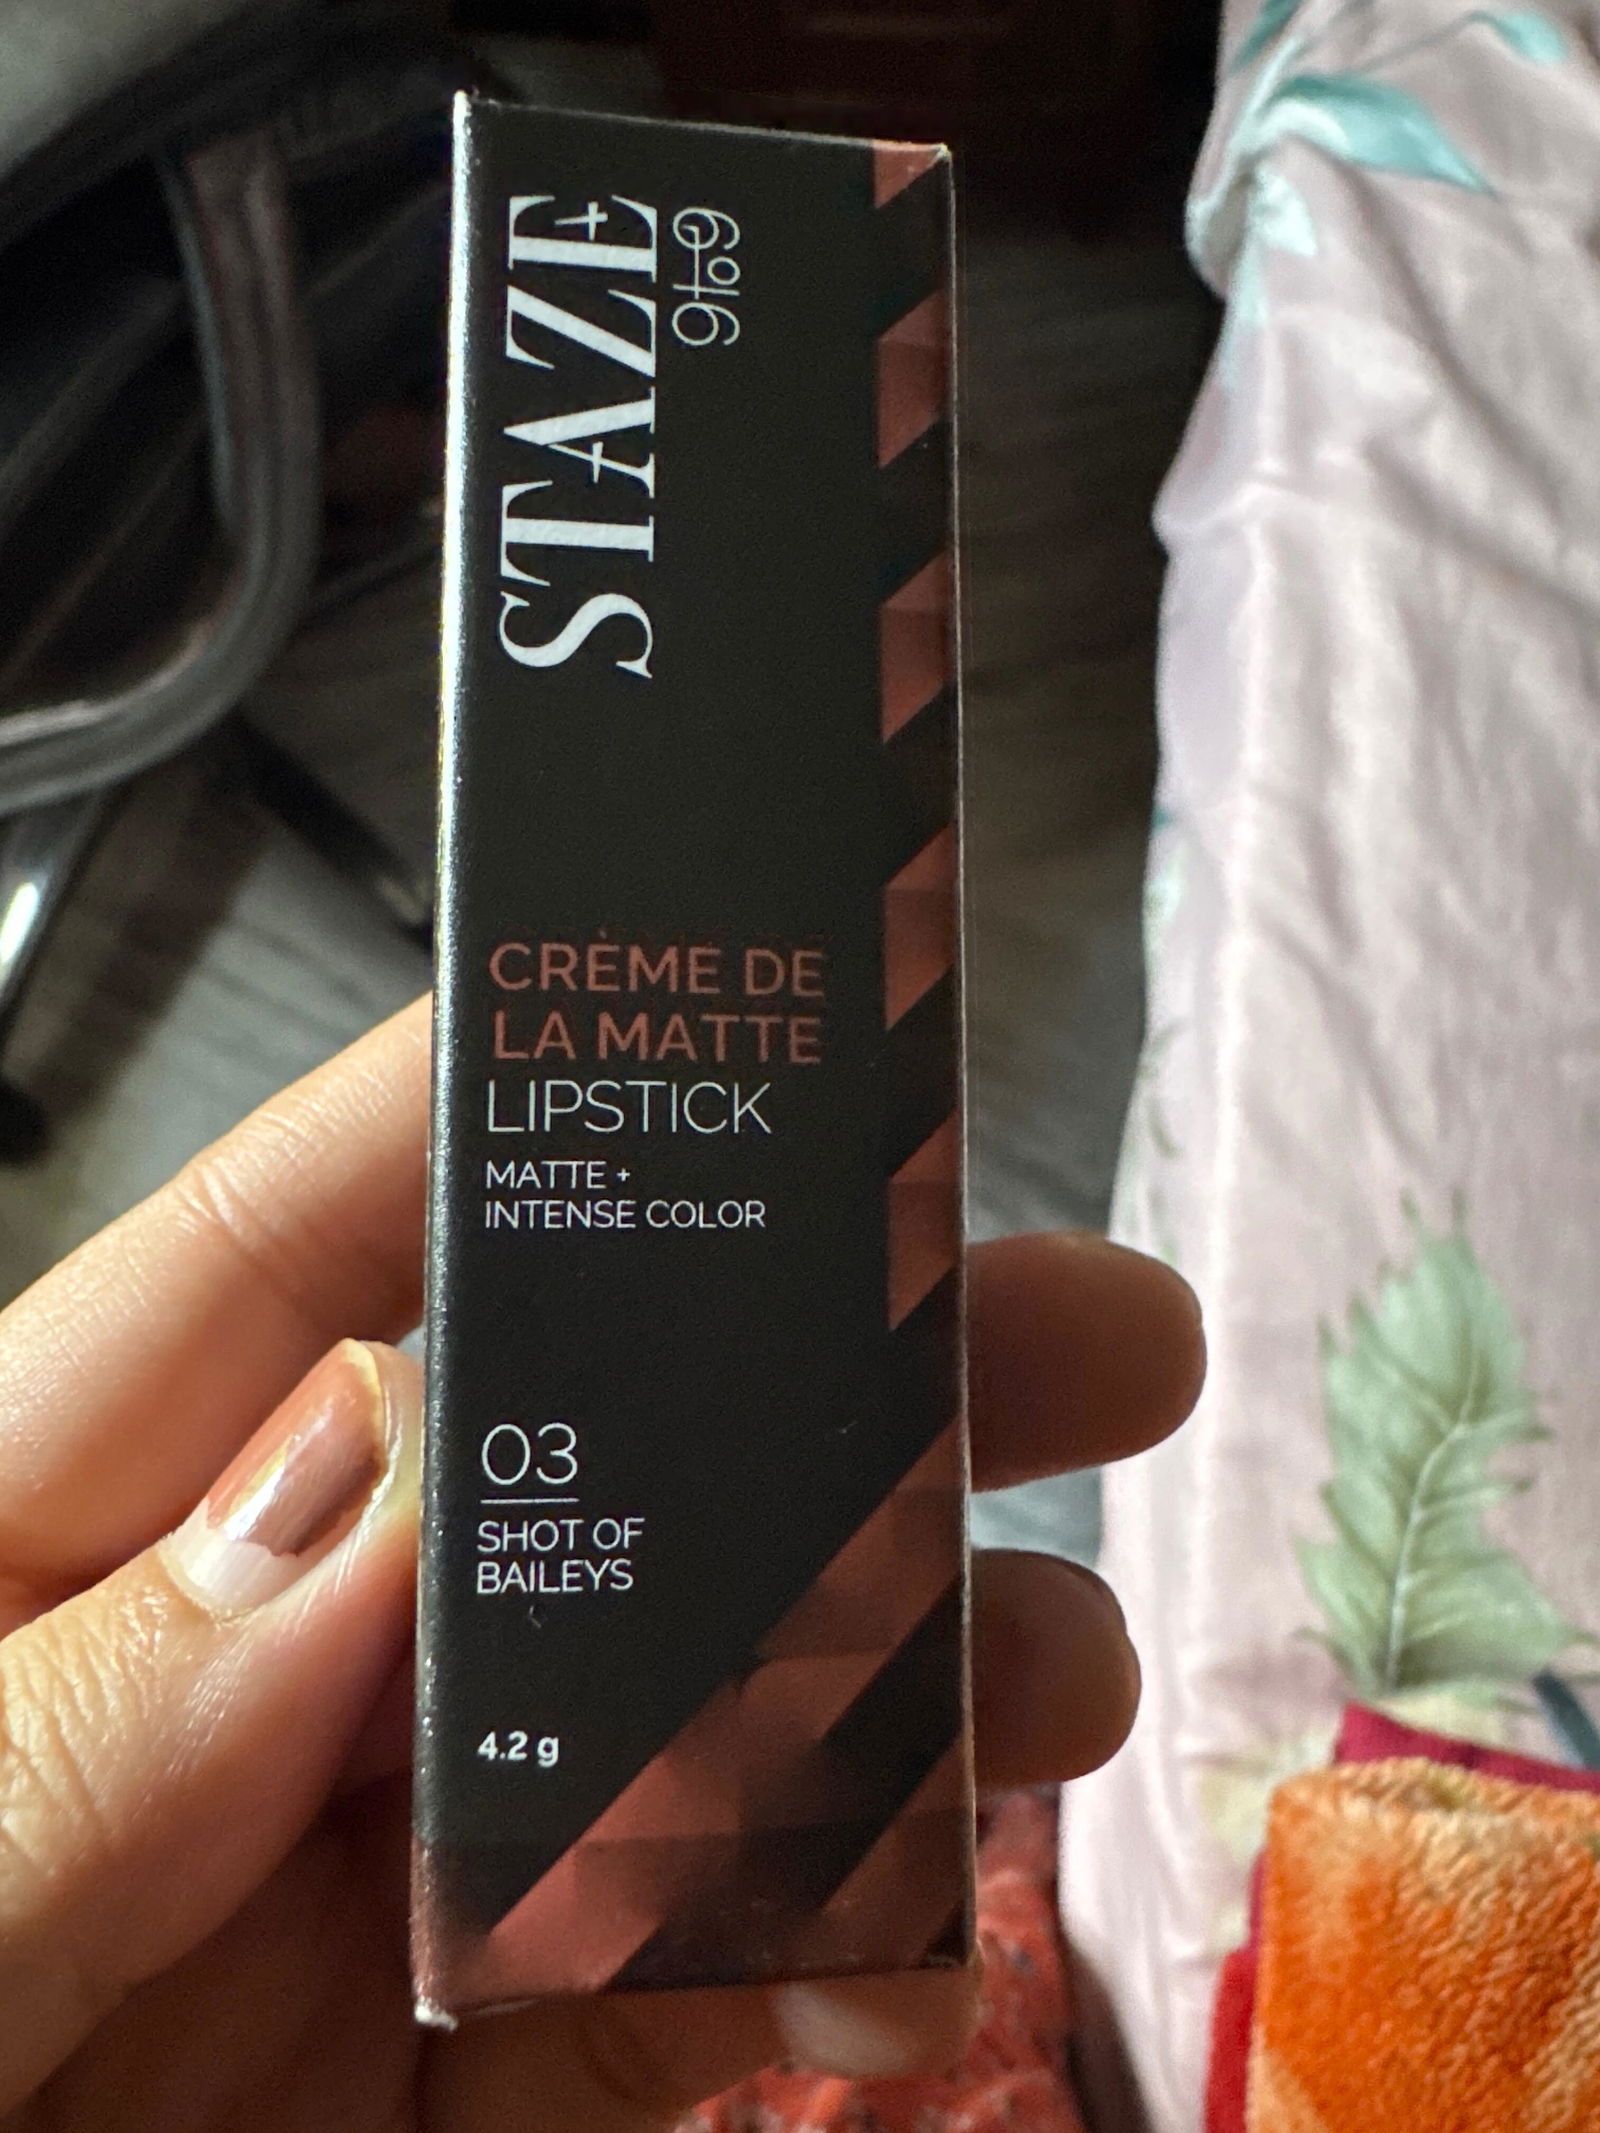 STAZE
9to9
CRÈME DE
LA MATTE
LIPSTICK
MATTE +
INTENSE COLOR
03
SHOT OF
BAILEYS
4.2 g